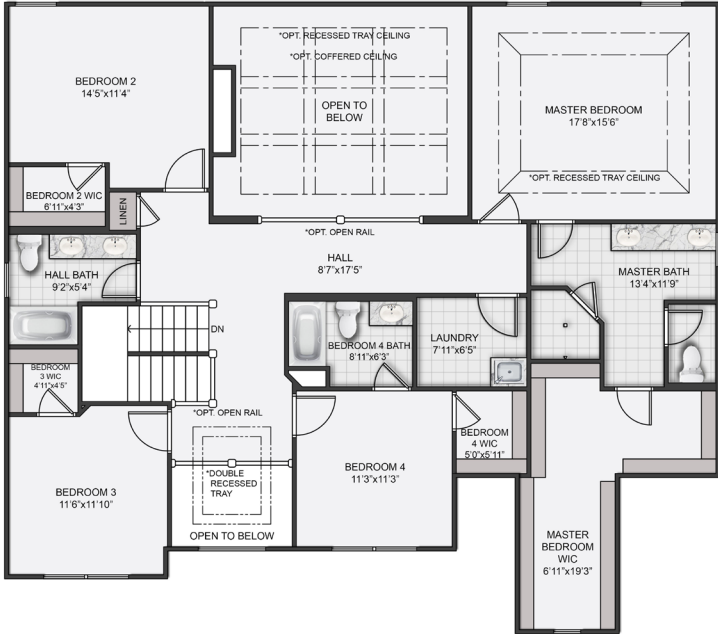 *OPT. RECESSED TRAY CEILING
*OPT. COFFERED CEILING
BEDROOM 2
14'5"x11'4"
OPEN TO
BELOW
MASTER BEDROOM
17'8"x15'6"
*OPT. RECESSED TRAY CEILING
BEDROOM 2 WIC
6'11"x4'3"
LINEN
*OPT. OPEN RAIL
HALL
8'7"x17'5"
HALL BATH
9'2"x5'4"
MASTER BATH
13'4"x11'9"
DN
BEDROOM 4 BATH
8'11"x6'3"
LAUNDRY
7'11"x6'5"
BEDROOM
3 WIC
4'11"x4'5"
*OPT. OPEN RAIL
BEDROOM
4 WIC
5'0"x5'11"
*DOUBLE
RECESSED
TRAY
BEDROOM 4
11'3"x11'3"
BEDROOM 3
11'6"x11'10"
OPEN TO BELOW
MASTER
BEDROOM
WIC
6'11"x19'3"